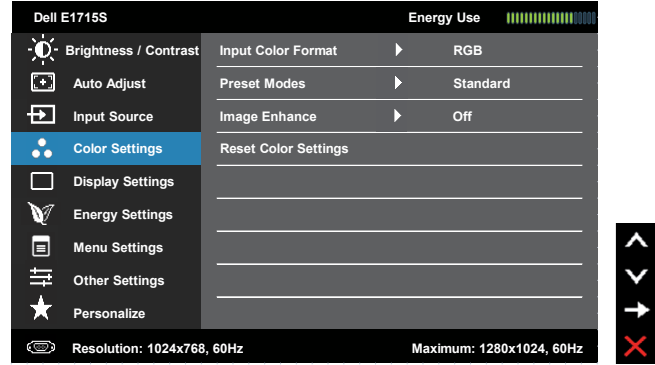 Dell E1715S Energy Use
Brightness / Contrast Input Color Format RGB
Auto Adjust Preset Modes Standard
Input Source Image Enhance Off
Color Settings Reset Color Settings
Display Settings
Energy Settings
Menu Settings
Other Settings
Personalize
Resolution: 1024x768, 60Hz Maximum: 1280x1024, 60Hz